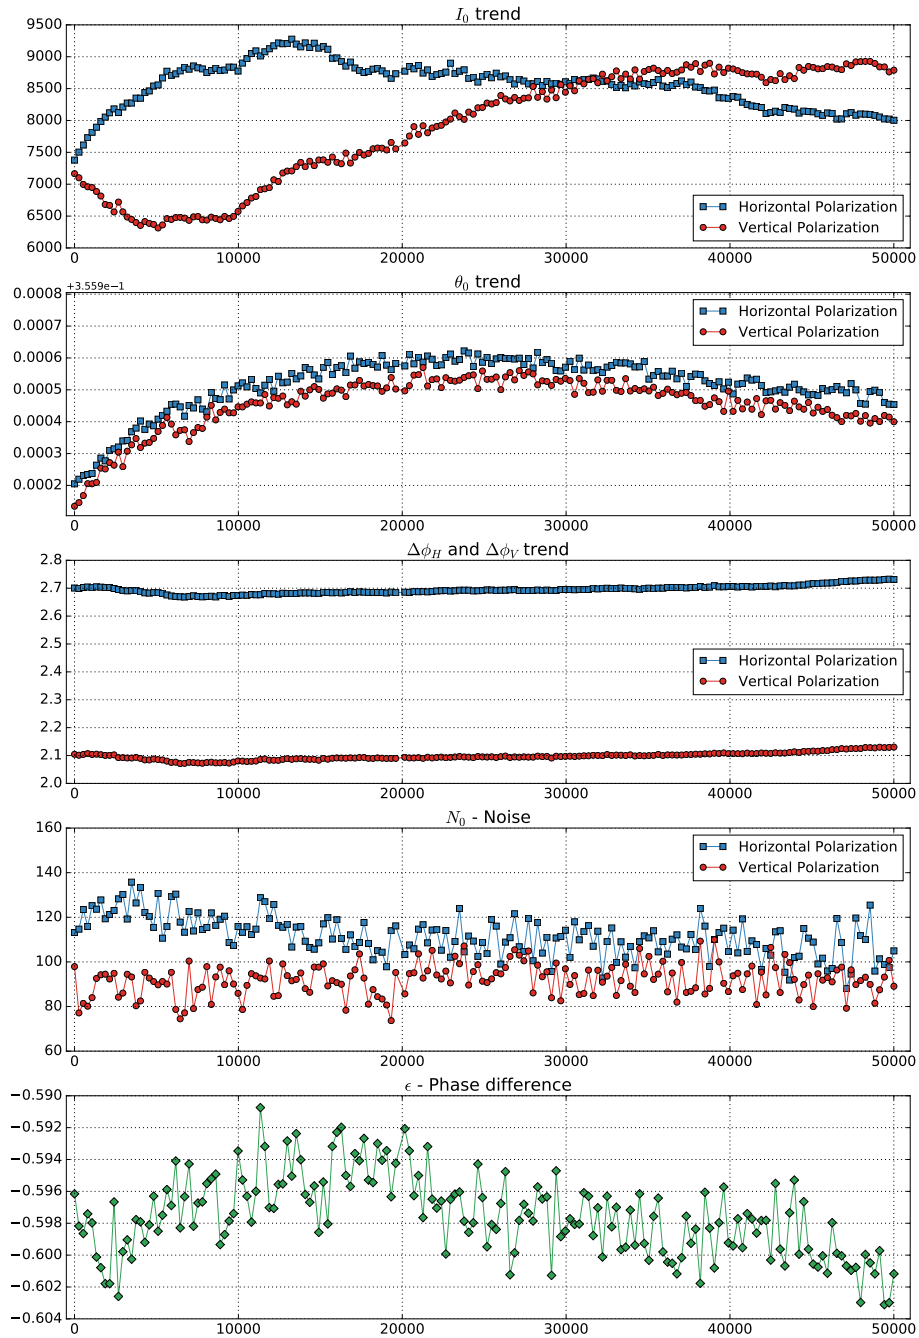 I₀ trend
9500
9000
8500
8000
7500
7000
6500
6000
Horizontal Polarization
Vertical Polarization
0 10000 20000 30000 40000 50000
θ₀ trend
+3.559e−1
0.0008
0.0007
0.0006
0.0005
0.0004
0.0003
0.0002
Horizontal Polarization
Vertical Polarization
0 10000 20000 30000 40000 50000
Δϕ_H and Δϕ_V trend
2.8
2.7
2.6
2.5
2.4
2.3
2.2
2.1
2.0
Horizontal Polarization
Vertical Polarization
0 10000 20000 30000 40000 50000
N₀ - Noise
160
140
120
100
80
60
Horizontal Polarization
Vertical Polarization
0 10000 20000 30000 40000 50000
ϵ - Phase difference
−0.590
−0.592
−0.594
−0.596
−0.598
−0.600
−0.602
−0.604
0 10000 20000 30000 40000 50000